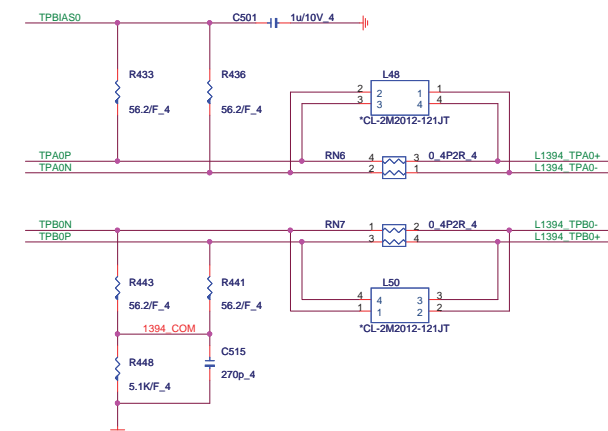 TPBIAS0
C501 1u/10V_4
R433
R436
L48
2 2 1 1
3 3 4 4
56.2/F_4
56.2/F_4
*CL-2M2012-121JT
TPA0P RN6 4 3 0_4P2R_4 L1394_TPA0+
TPA0N 2 1 L1394_TPA0-
TPB0N RN7 1 2 0_4P2R_4 L1394_TPB0-
TPB0P 3 4 L1394_TPB0+
R443
R441
L50
4 4 3 3
1 1 2 2
56.2/F_4
56.2/F_4
*CL-2M2012-121JT
1394_COM
C515
R448
270p_4
5.1K/F_4